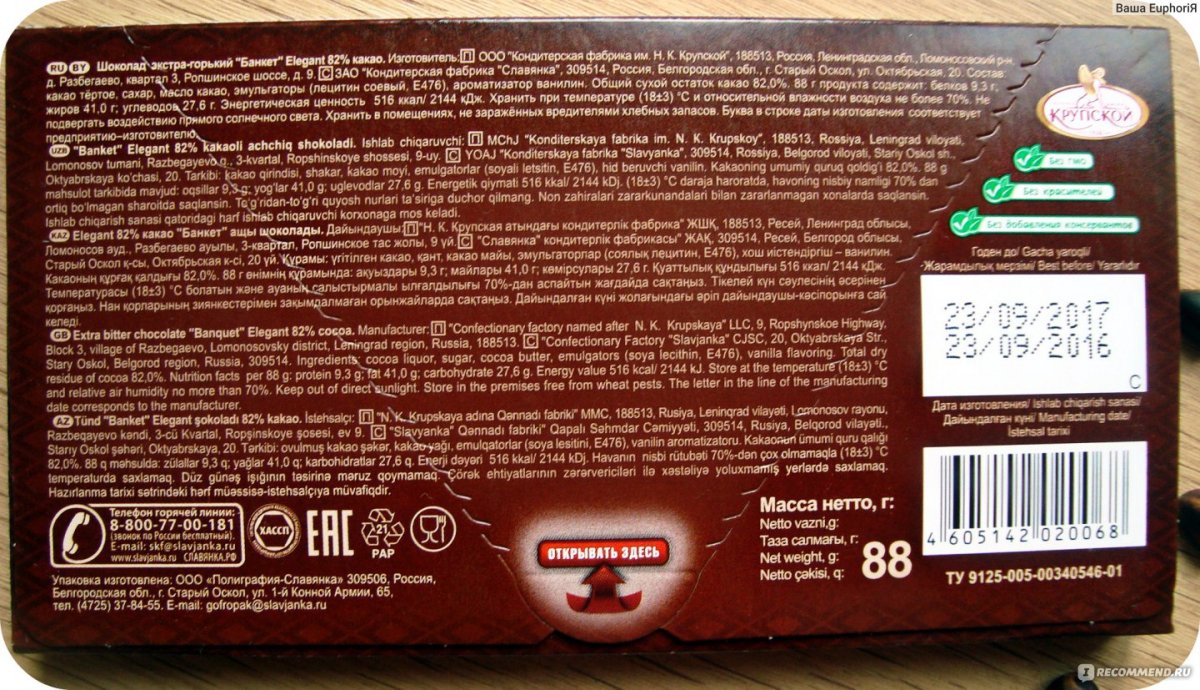 Ваша EuphoriЯ
RU BY Шоколад экстра-горький "Банкет" Elegant 82% какао. Изготовитель: П ООО "Кондитерская фабрика им. Н. К. Крупской", 188513, Россия, Ленинградская обл., Ломоносовский р-н,
д. Разбегаево, квартал 3, Ропшинское шоссе, д. 9. С ЗАО "Кондитерская фабрика "Славянка", 309514, Россия, Белгородская обл., г. Старый Оскол, ул. Октябрьская, 20. Состав:
какао тёртое, сахар, масло какао, эмульгаторы (лецитин соевый, Е476), ароматизатор ванилин. Общий сухой остаток какао 82,0%. 88 г продукта содержит: белков 9,3 г;
жиров 41,0 г; углеводов 27,6 г. Энергетическая ценность 516 ккал/ 2144 кДж. Хранить при температуре (18±3) °С и относительной влажности воздуха не более 70%. Не
подвергать воздействию прямого солнечного света. Хранить в помещениях, не заражённых вредителями хлебных запасов. Буква в строке даты изготовления соответствует
предприятию–изготовителю.
UZB "Banket" Elegant 82% kakaoli achchiq shokoladi. Ishlab chiqaruvchi: П MChJ "Konditerskaya fabrika im. N. K. Krupskoy", 188513, Rossiya, Leningrad viloyati,
Lomonosov tumani, Razbegayevo q., 3-kvartal, Ropshinskoye shossesi, 9-uy. С YOAJ "Konditerskaya fabrika "Slavyanka", 309514, Rossiya, Belgorod viloyati, Stariy Oskol sh.,
Oktyabrskaya ko'chasi, 20. Tarkibi: kakao qirindisi, shakar, kakao moyi, emulgatorlar (soyali letsitin, E476), hid beruvchi vanilin. Kakaoning umumiy quruq qoldig'i 82,0%. 88 g
mahsulot tarkibida mavjud: oqsillar 9,3 g; yog'lar 41,0 g; uglevodlar 27,6 g. Energetik qiymati 516 kkal/ 2144 kDj. (18±3) °C daraja haroratda, havoning nisbiy namligi 70% dan
ortiq bo'lmagan sharoitda saqlansin. To'g'ridan-to'g'ri quyosh nurlari ta'siriga duchor qilmang. Non zahiralari zararkunandalari bilan zararlanmagan xonalarda saqlansin.
Ishlab chiqarish sanasi qatoridagi harf ishlab chiqaruvchi korxonaga mos keladi.
KAZ Elegant 82% какао "Банкет" ащы шоколады. Дайындаушы: П "Н. К. Крупская атындағы кондитерлік фабрика" ЖШҚ, 188513, Ресей, Ленинград облысы,
Ломоносов ауд., Разбегаево ауылы, 3-квартал, Ропшинское тас жолы, 9 үй. С "Славянка" кондитерлік фабрикасы" ЖАҚ, 309514, Ресей, Белгород облысы,
Старый Оскол қ-сы, Октябрьская к-сі, 20 үй. Құрамы: үгітілген какао, қант, какао майы, эмульгаторлар (соялық лецитин, Е476), хош иістендіргіш – ванилин.
Какаоның құрғақ қалдығы 82.0%. 88 г өнімнің құрамында: ақуыздары 9,3 г; майлары 41,0 г; көмірсулары 27,6 г. Куаттылық құндылығы 516 ккал/ 2144 кДж.
Температурасы (18±3) °С болатын және ауаның салыстырмалы ылғалдылығы 70%-дан аспайтын жағдайда сақтаңыз. Тікелей күн сәулесінің әсерінен
қорғаңыз. Нан қорларының зиянкестерімен зақымдалмаған орынжайларда сақтаңыз. Дайындалған күні жолағындағы әріп дайындаушы-кәсіпорынға сай
келеді.
GB Extra bitter chocolate "Banquet" Elegant 82% cocoa. Manufacturer: П "Confectionary factory named after N. K. Krupskaya" LLC, 9, Ropshynskoe Highway,
Block 3, village of Razbegaevo, Lomonosovsky district, Leningrad region, Russia, 188513. С "Confectionary Factory "Slavjanka" CJSC, 20, Oktyabrskaya Str.,
Stary Oskol, Belgorod region, Russia, 309514. Ingredients: cocoa liquor, sugar, cocoa butter, emulgators (soya lecithin, E476), vanilla flavoring. Total dry
residue of cocoa 82,0%. Nutrition facts per 88 g: protein 9,3 g; fat 41,0 g; carbohydrate 27,6 g. Energy value 516 kcal/ 2144 kJ. Store at the temperature (18±3) °C
and relative air humidity no more than 70%. Keep out of direct sunlight. Store in the premises free from wheat pests. The letter in the line of the manufacturing
date corresponds to the manufacturer.
AZ Tünd "Banket" Elegant şokoladı 82% kakao. İstehsalçı: П "N. K. Krupskaya adına Qənnadı fabriki" MMC, 188513, Rusiya, Leninqrad vilayəti, Lomonosov rayonu,
Razbeqayevo kəndi, 3-cü Kvartal, Ropşinskoye şosesi, ev 9. С "Slavyanka" Qənnadı fabriki" Qapalı Səhmdar Cəmiyyəti, 309514, Rusiya, Belqorod vilayəti,
Starıy Oskol şəhəri, Oktyabrskaya, 20. Tərkibi: ovulmuş kakao şəkər, kakao yağı, emulqatorlar (soya lesitini, E476), vanilin aromatizatoru. Kakaonun ümumi quru qalığı
82,0%. 88 q məhsulda: zülallar 9,3 q; yağlar 41,0 q; karbohidratlar 27,6 q. Enerji dəyəri 516 kkal/ 2144 kDj. Havanın nisbi rütubəti 70%-dən çox olmamaqla (18±3) °C
temperaturda saxlamaq. Düz günəş işığının təsirinə məruz qoymamaq. Çörək ehtiyatlarının zərərvericiləri ilə xəstəliyə yoluxmamış yerlərdə saxlamaq.
Hazırlanma tarixi sətrindəki hərf müəssisə-istehsalçıya müvafiqdir.
КРУПСКОЙ
Без ГМО
Без красителей
Без добавления консервантов
Годен до/ Gacha yaroqli/
Жарамдылық мерзімі/ Best before/ Yararlıdır
23/09/2017
23/09/2016
С
Дата изготовления/ Ishlab chiqarish sanasi/
Дайындалған күні/ Manufacturing date/
İstehsal tarixi
4 605142 020068
ТУ 9125-005-00340546-01
Телефон горячей линии:
8-800-77-00-181
(звонок по России бесплатный).
E-mail: skf@slavjanka.ru СЛАВЯНКА.РФ
ХАССП
EAC
21
PAP
ОТКРЫВАТЬ ЗДЕСЬ
Масса нетто, г:
Netto vazni,g:
Таза салмағы, г:
Net weight, g:
Netto çəkisi, q:
88
Упаковка изготовлена: ООО «Полиграфия-Славянка» 309506, Россия,
Белгородская обл., г. Старый Оскол, ул. 1-й Конной Армии, 65,
тел. (4725) 37-84-55. E-mail: gofropak@slavjanka.ru
IRECOMMEND.RU